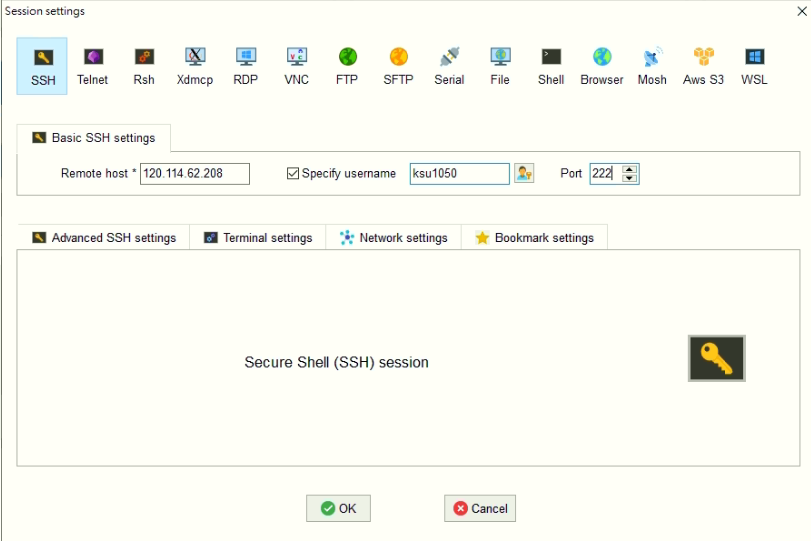 Session settings
SSH Telnet Rsh Xdmcp RDP VNC FTP SFTP Serial File Shell Browser Mosh Aws S3 WSL
Basic SSH settings
Remote host * 120.114.62.208 Specify username ksu1050 Port 222
Advanced SSH settings Terminal settings Network settings Bookmark settings
Secure Shell (SSH) session
OK Cancel